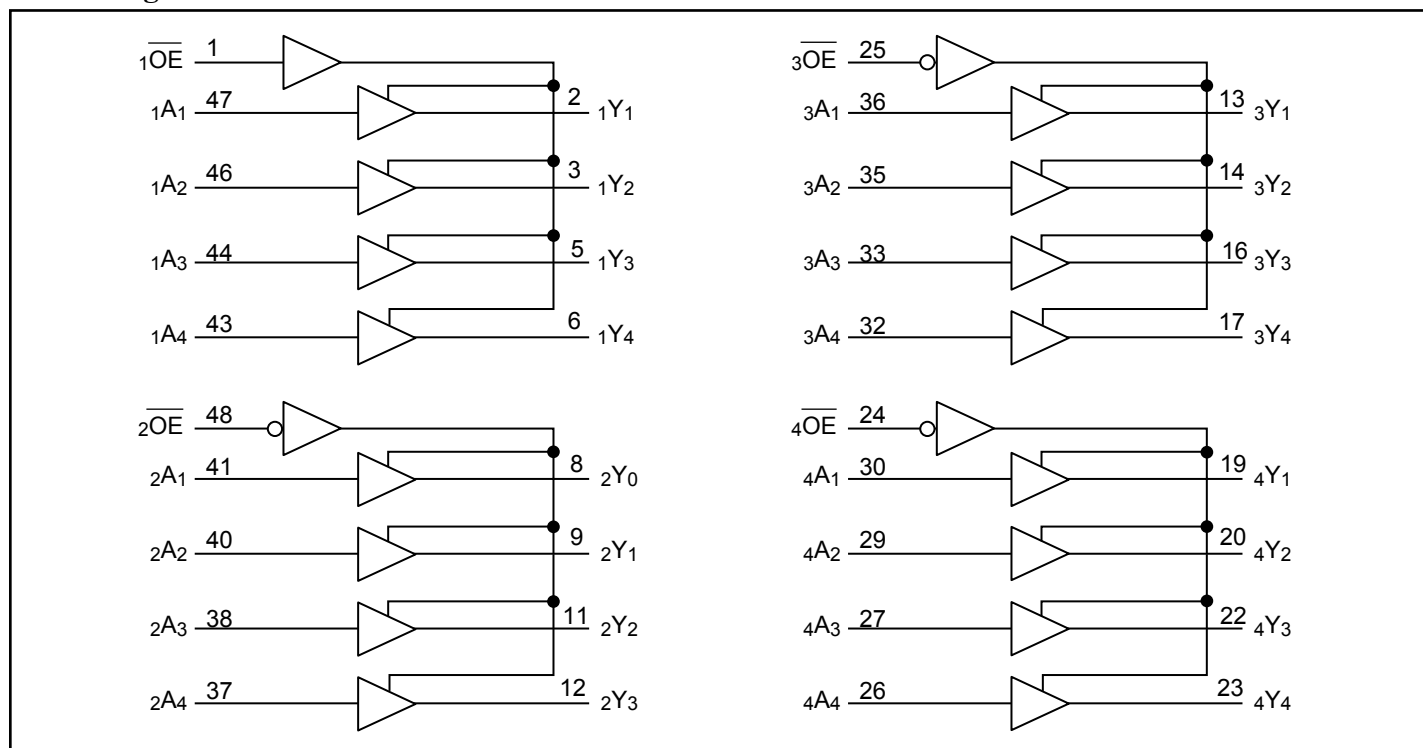 1OE 1
1A1 47 2 1Y1
1A2 46 3 1Y2
1A3 44 5 1Y3
1A4 43 6 1Y4
3OE 25
3A1 36 13 3Y1
3A2 35 14 3Y2
3A3 33 16 3Y3
3A4 32 17 3Y4
2OE 48
2A1 41 8 2Y0
2A2 40 9 2Y1
2A3 38 11 2Y2
2A4 37 12 2Y3
4OE 24
4A1 30 19 4Y1
4A2 29 20 4Y2
4A3 27 22 4Y3
4A4 26 23 4Y4